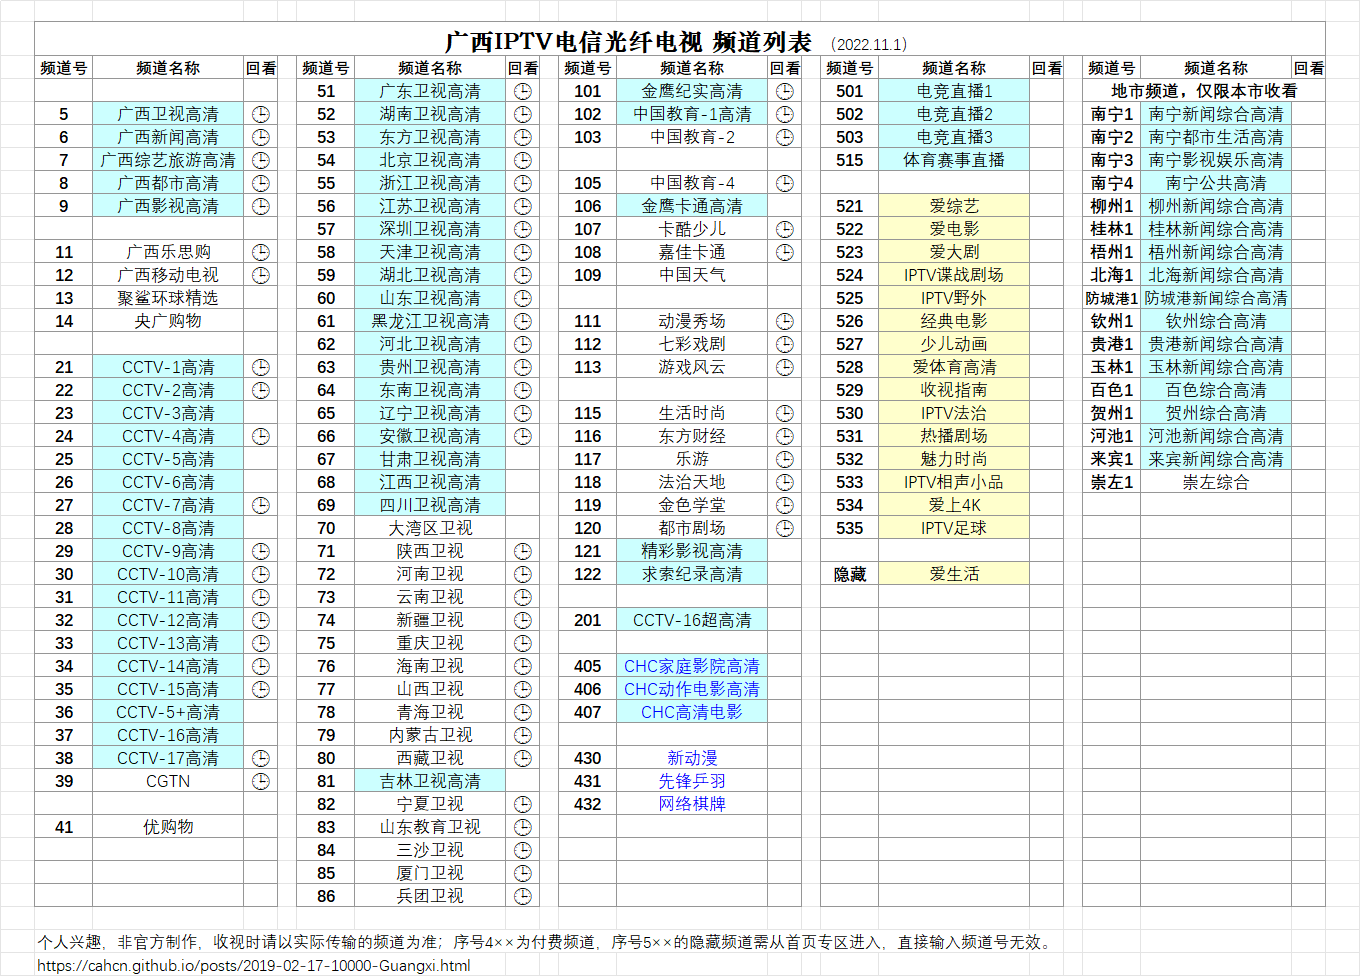 广西IPTV电信光纤电视 频道列表 （2022.11.1）
频道号 频道名称 回看 频道号 频道名称 回看 频道号 频道名称 回看 频道号 频道名称 回看 频道号 频道名称 回看
51 广东卫视高清 101 金鹰纪实高清 501 电竞直播1 地市频道，仅限本市收看
5 广西卫视高清 52 湖南卫视高清 102 中国教育-1高清 502 电竞直播2 南宁1 南宁新闻综合高清
6 广西新闻高清 53 东方卫视高清 103 中国教育-2 503 电竞直播3 南宁2 南宁都市生活高清
7 广西综艺旅游高清 54 北京卫视高清 515 体育赛事直播 南宁3 南宁影视娱乐高清
8 广西都市高清 55 浙江卫视高清 105 中国教育-4 南宁4 南宁公共高清
9 广西影视高清 56 江苏卫视高清 106 金鹰卡通高清 521 爱综艺 柳州1 柳州新闻综合高清
57 深圳卫视高清 107 卡酷少儿 522 爱电影 桂林1 桂林新闻综合高清
11 广西乐思购 58 天津卫视高清 108 嘉佳卡通 523 爱大剧 梧州1 梧州新闻综合高清
12 广西移动电视 59 湖北卫视高清 109 中国天气 524 IPTV谍战剧场 北海1 北海新闻综合高清
13 聚鲨环球精选 60 山东卫视高清 525 IPTV野外 防城港1 防城港新闻综合高清
14 央广购物 61 黑龙江卫视高清 111 动漫秀场 526 经典电影 钦州1 钦州综合高清
62 河北卫视高清 112 七彩戏剧 527 少儿动画 贵港1 贵港新闻综合高清
21 CCTV-1高清 63 贵州卫视高清 113 游戏风云 528 爱体育高清 玉林1 玉林新闻综合高清
22 CCTV-2高清 64 东南卫视高清 529 收视指南 百色1 百色综合高清
23 CCTV-3高清 65 辽宁卫视高清 115 生活时尚 530 IPTV法治 贺州1 贺州综合高清
24 CCTV-4高清 66 安徽卫视高清 116 东方财经 531 热播剧场 河池1 河池新闻综合高清
25 CCTV-5高清 67 甘肃卫视高清 117 乐游 532 魅力时尚 来宾1 来宾新闻综合高清
26 CCTV-6高清 68 江西卫视高清 118 法治天地 533 IPTV相声小品 崇左1 崇左综合
27 CCTV-7高清 69 四川卫视高清 119 金色学堂 534 爱上4K
28 CCTV-8高清 70 大湾区卫视 120 都市剧场 535 IPTV足球
29 CCTV-9高清 71 陕西卫视 121 精彩影视高清
30 CCTV-10高清 72 河南卫视 122 求索纪录高清 隐藏 爱生活
31 CCTV-11高清 73 云南卫视
32 CCTV-12高清 74 新疆卫视 201 CCTV-16超高清
33 CCTV-13高清 75 重庆卫视
34 CCTV-14高清 76 海南卫视 405 CHC家庭影院高清
35 CCTV-15高清 77 山西卫视 406 CHC动作电影高清
36 CCTV-5+高清 78 青海卫视 407 CHC高清电影
37 CCTV-16高清 79 内蒙古卫视
38 CCTV-17高清 80 西藏卫视 430 新动漫
39 CGTN 81 吉林卫视高清 431 先锋乒羽
82 宁夏卫视 432 网络棋牌
41 优购物 83 山东教育卫视
84 三沙卫视
85 厦门卫视
86 兵团卫视
个人兴趣，非官方制作，收视时请以实际传输的频道为准；序号4××为付费频道，序号5××的隐藏频道需从首页专区进入，直接输入频道号无效。
https://cahcn.github.io/posts/2019-02-17-10000-Guangxi.html